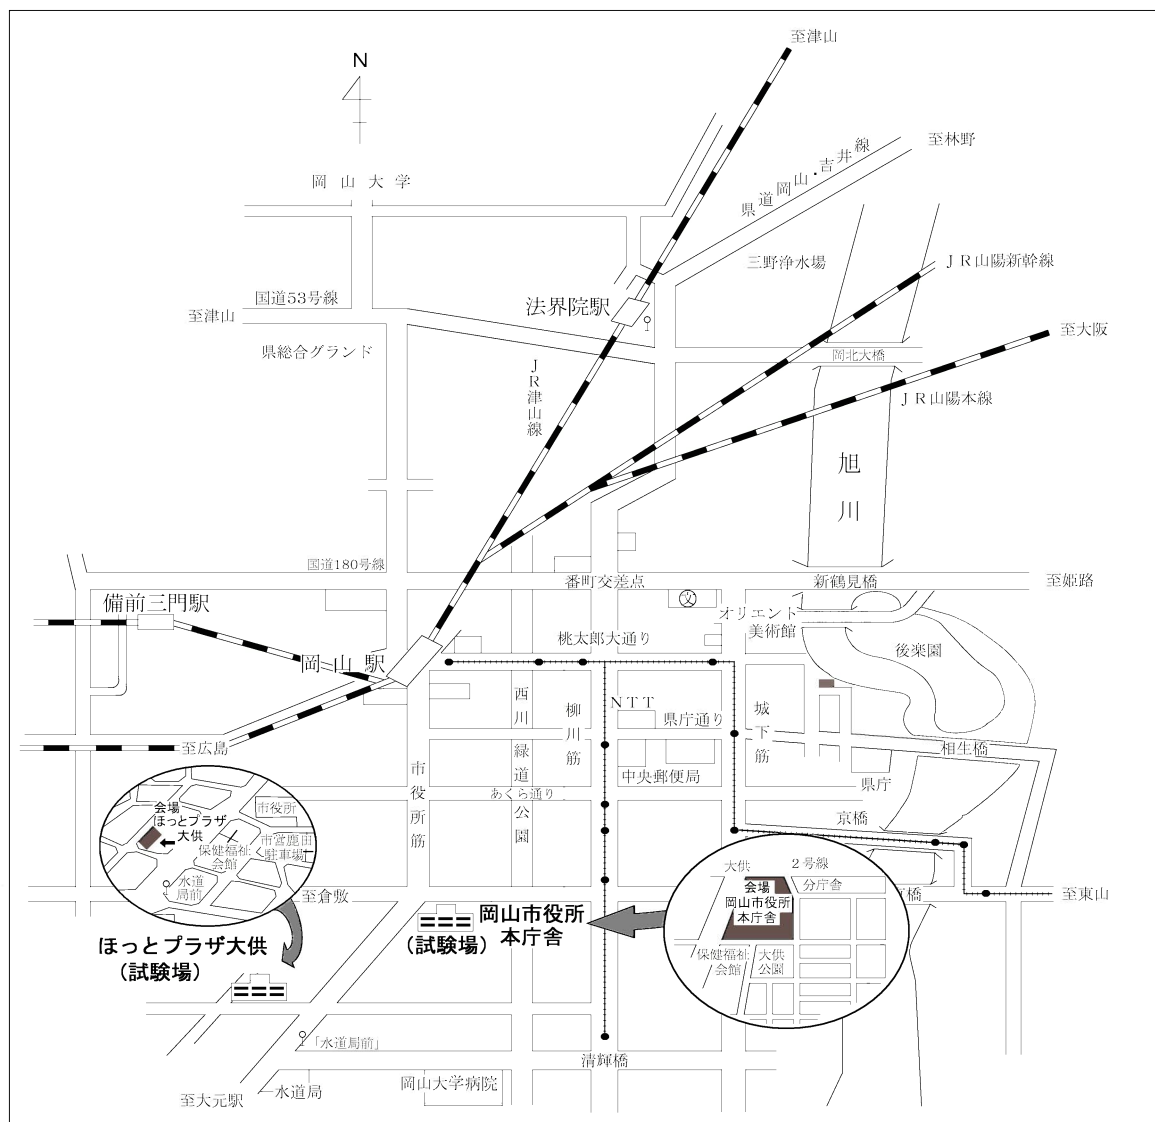 至津山
N
至林野
県道岡山・吉井線
岡山大学
三野浄水場
JR山陽新幹線
国道53号線
法界院駅
至津山
至大阪
県総合グランド
岡北大橋
JR津山線
JR山陽本線
旭川
国道180号線
番町交差点
新鶴見橋
至姫路
備前三門駅
文
オリエント
美術館
桃太郎大通り
後楽園
岡山駅
西川緑道公園
NTT
柳川筋
県庁通り
城下筋
至広島
相生橋
市役所筋
中央郵便局
県庁
あくら通り
京橋
会場
ほっとプラザ
大供
市役所
保健福祉
会館
市営鹿田
駐車場
水道
局前
大供
2号線
会場
岡山市役所
本庁舎
分庁舎
保健福祉
会館
大供
公園
至倉敷
橋
至東山
岡山市役所
本庁舎
(試験場)
ほっとプラザ大供
(試験場)
「水道局前」
清輝橋
岡山大学病院
水道局
至大元駅